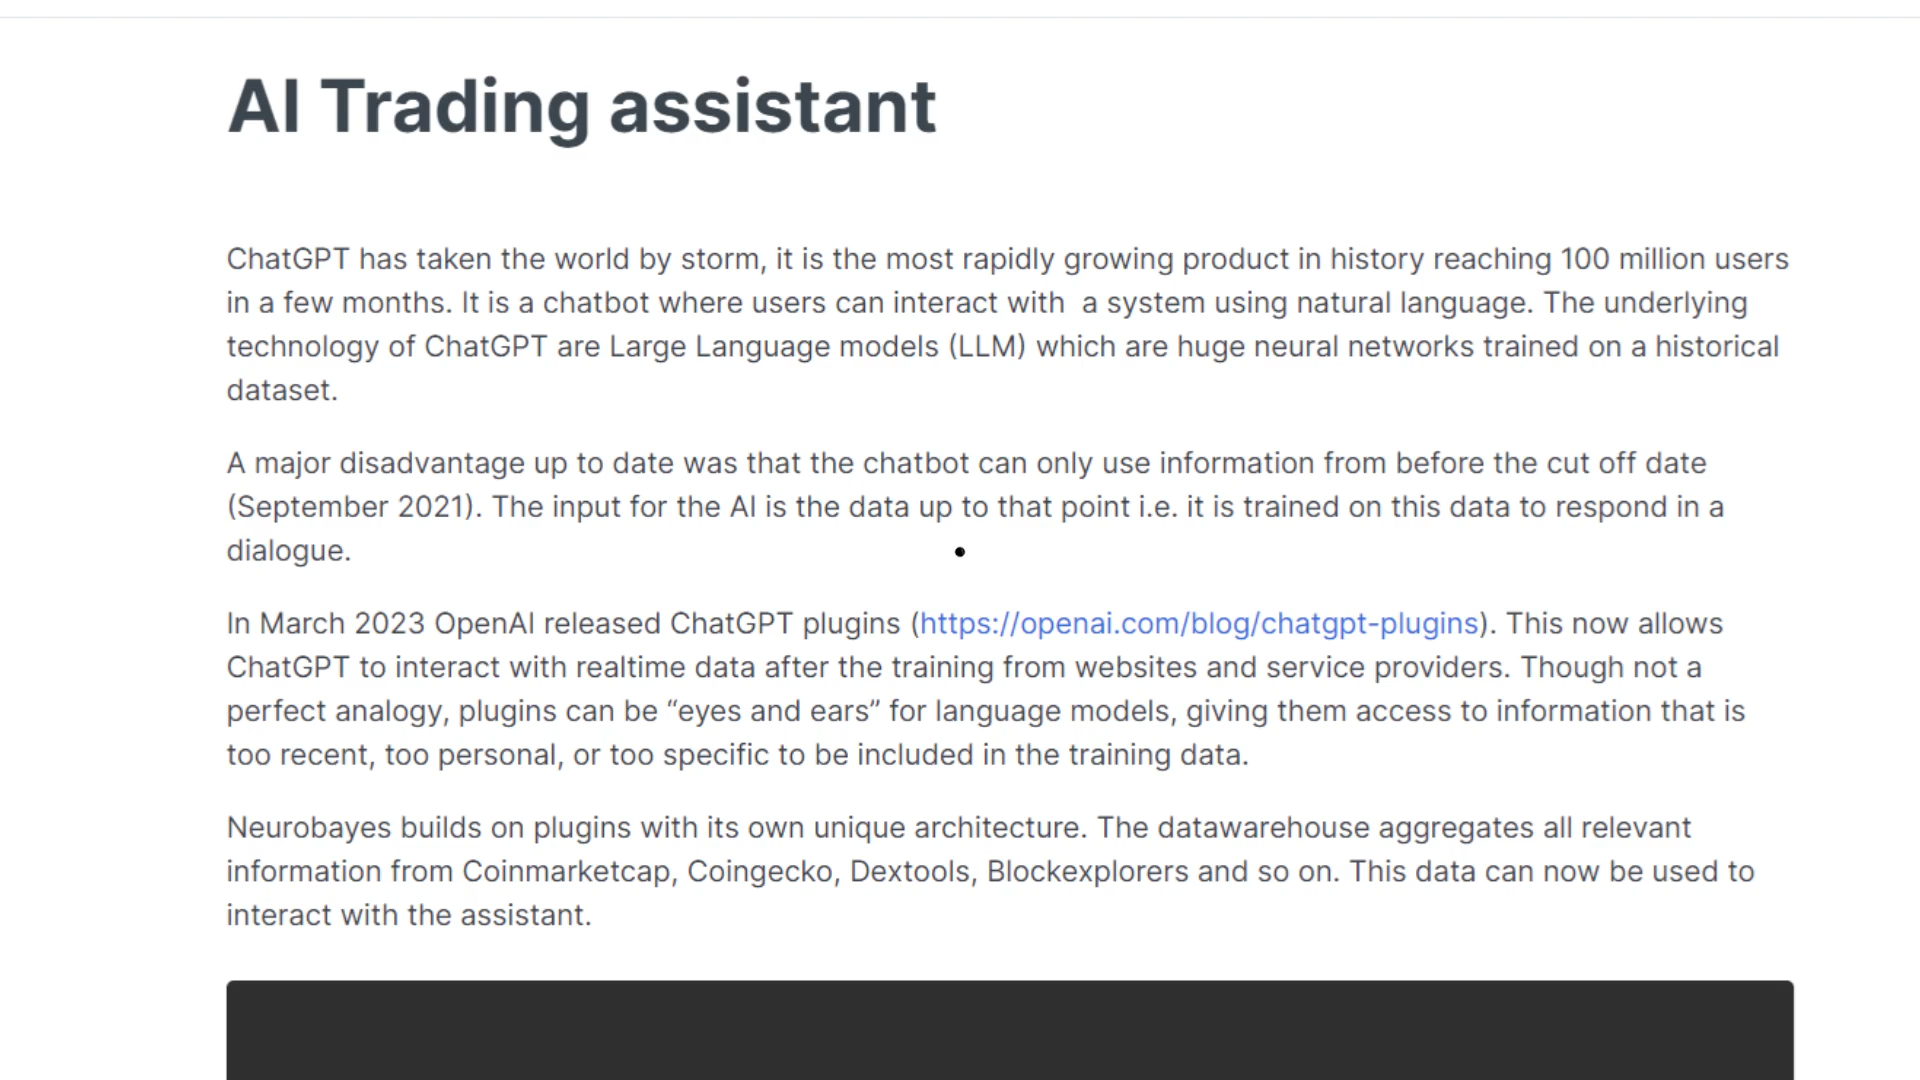 AI Trading assistant
ChatGPT has taken the world by storm, it is the most rapidly growing product in history reaching 100 million users
in a few months. It is a chatbot where users can interact with  a system using natural language. The underlying
technology of ChatGPT are Large Language models (LLM) which are huge neural networks trained on a historical
dataset.
A major disadvantage up to date was that the chatbot can only use information from before the cut off date
(September 2021). The input for the AI is the data up to that point i.e. it is trained on this data to respond in a
dialogue.
In March 2023 OpenAI released ChatGPT plugins (https://openai.com/blog/chatgpt-plugins). This now allows
ChatGPT to interact with realtime data after the training from websites and service providers. Though not a
perfect analogy, plugins can be “eyes and ears” for language models, giving them access to information that is
too recent, too personal, or too specific to be included in the training data.
Neurobayes builds on plugins with its own unique architecture. The datawarehouse aggregates all relevant
information from Coinmarketcap, Coingecko, Dextools, Blockexplorers and so on. This data can now be used to
interact with the assistant.